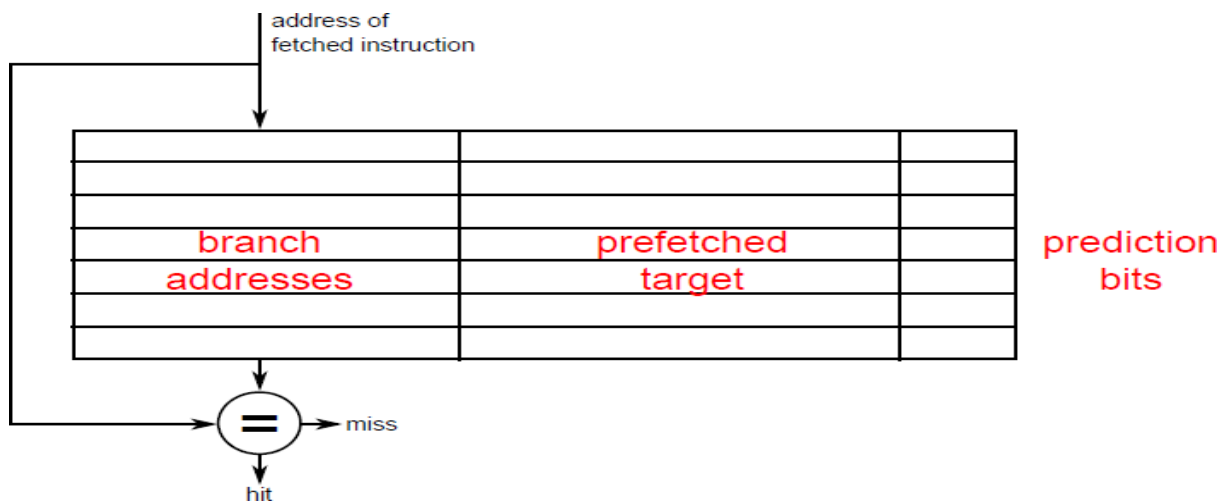 address of
fetched instruction
branch
addresses
prefetched
target
prediction
bits
=
miss
hit